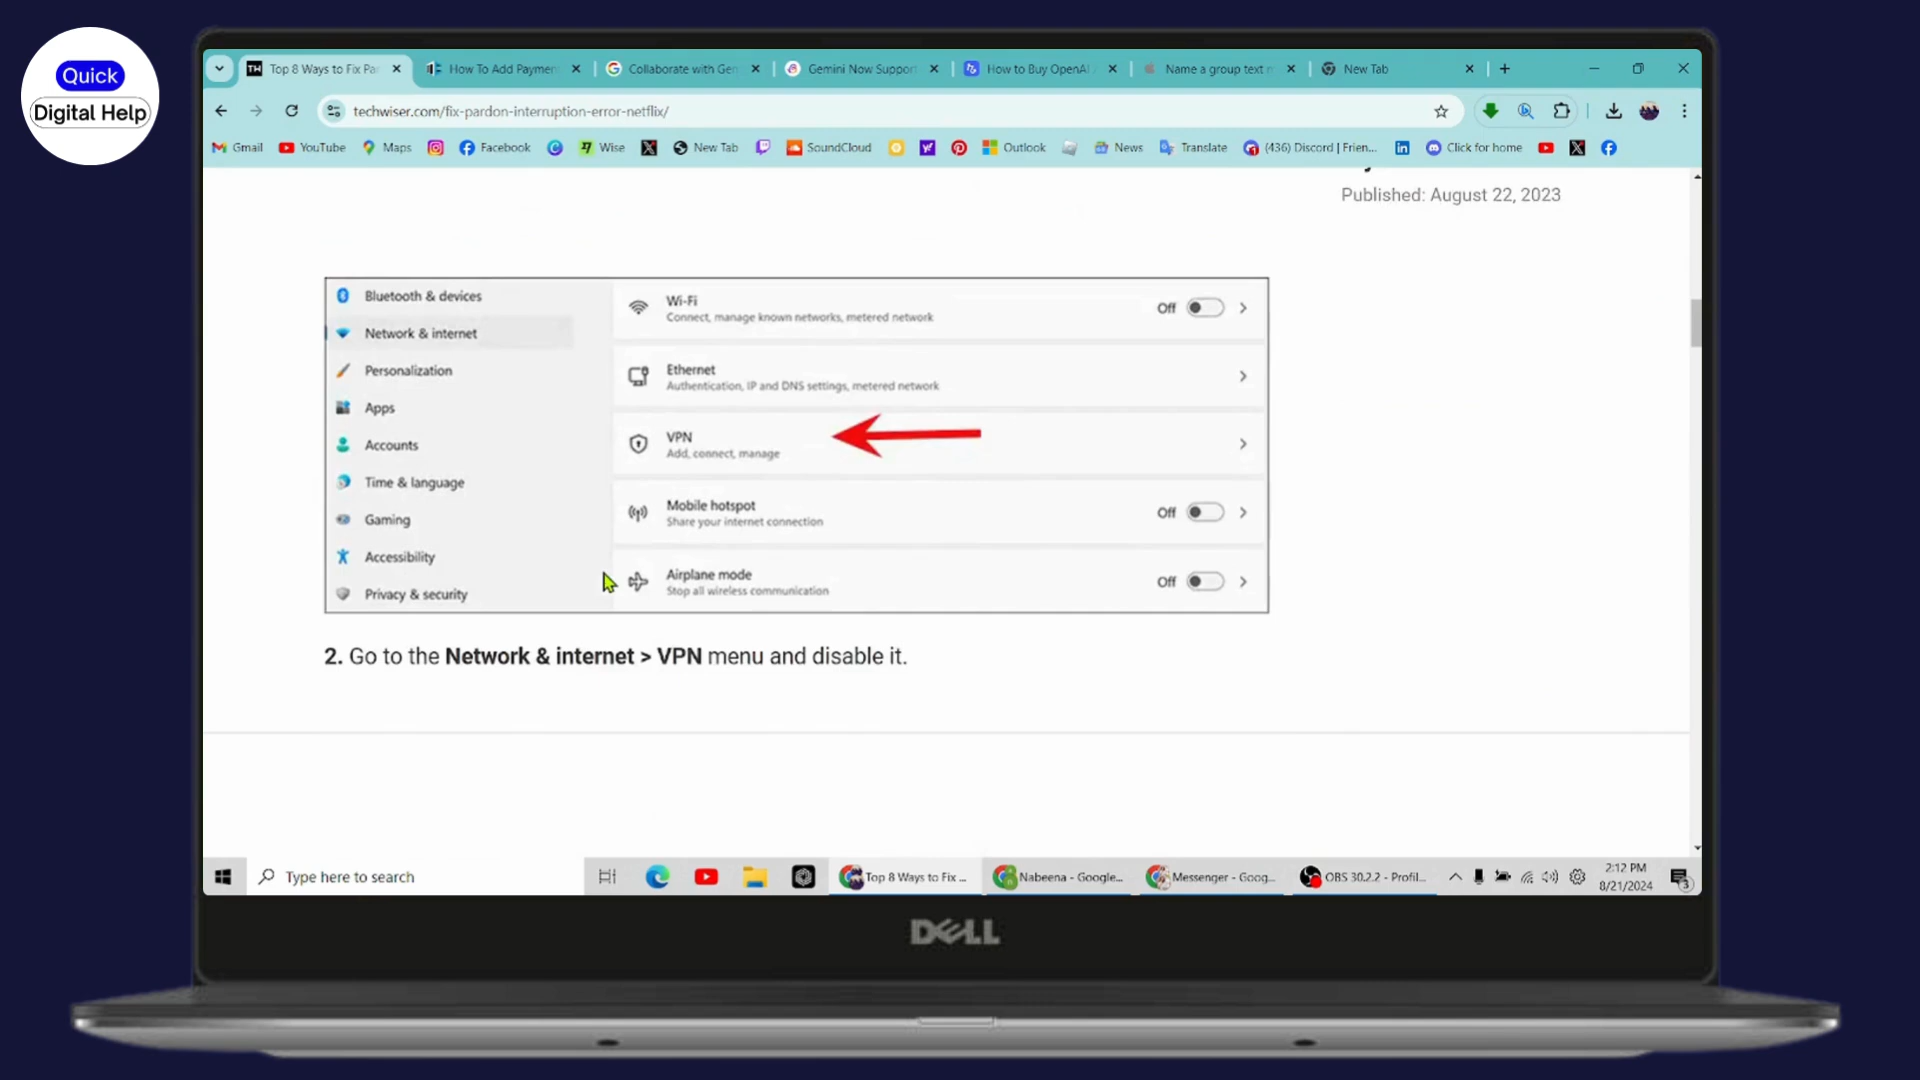 Quick
Digital Help
Top 8 Ways to Fix Pa
How To Add Paymen
Collaborate with Ge
Gemini Now Suppor
How to Buy OpenAI
Name a group text
New Tab
techwiser.com/fix-pardon-interruption-error-netflix/
Gmail
YouTube
Maps
Facebook
Wise
New Tab
SoundCloud
Outlook
News
Translate
(436) Discord | Frien...
Click for home
Published: August 22, 2023
Bluetooth & devices
Network & internet
Personalization
Apps
Accounts
Time & language
Gaming
Accessibility
Privacy & security
Wi-Fi
Connect, manage known networks, metered network
Off
Ethernet
Authentication, IP and DNS settings, metered network
VPN
Add, connect, manage
Mobile hotspot
Share your internet connection
Off
Airplane mode
Stop all wireless communication
Off
2. Go to the Network & internet > VPN menu and disable it.
Type here to search
Top 8 Ways to Fix ...
Nabeena - Google...
Messenger - Goog...
OBS 30.2.2 - Profil...
2:12 PM
8/21/2024
3
DELL